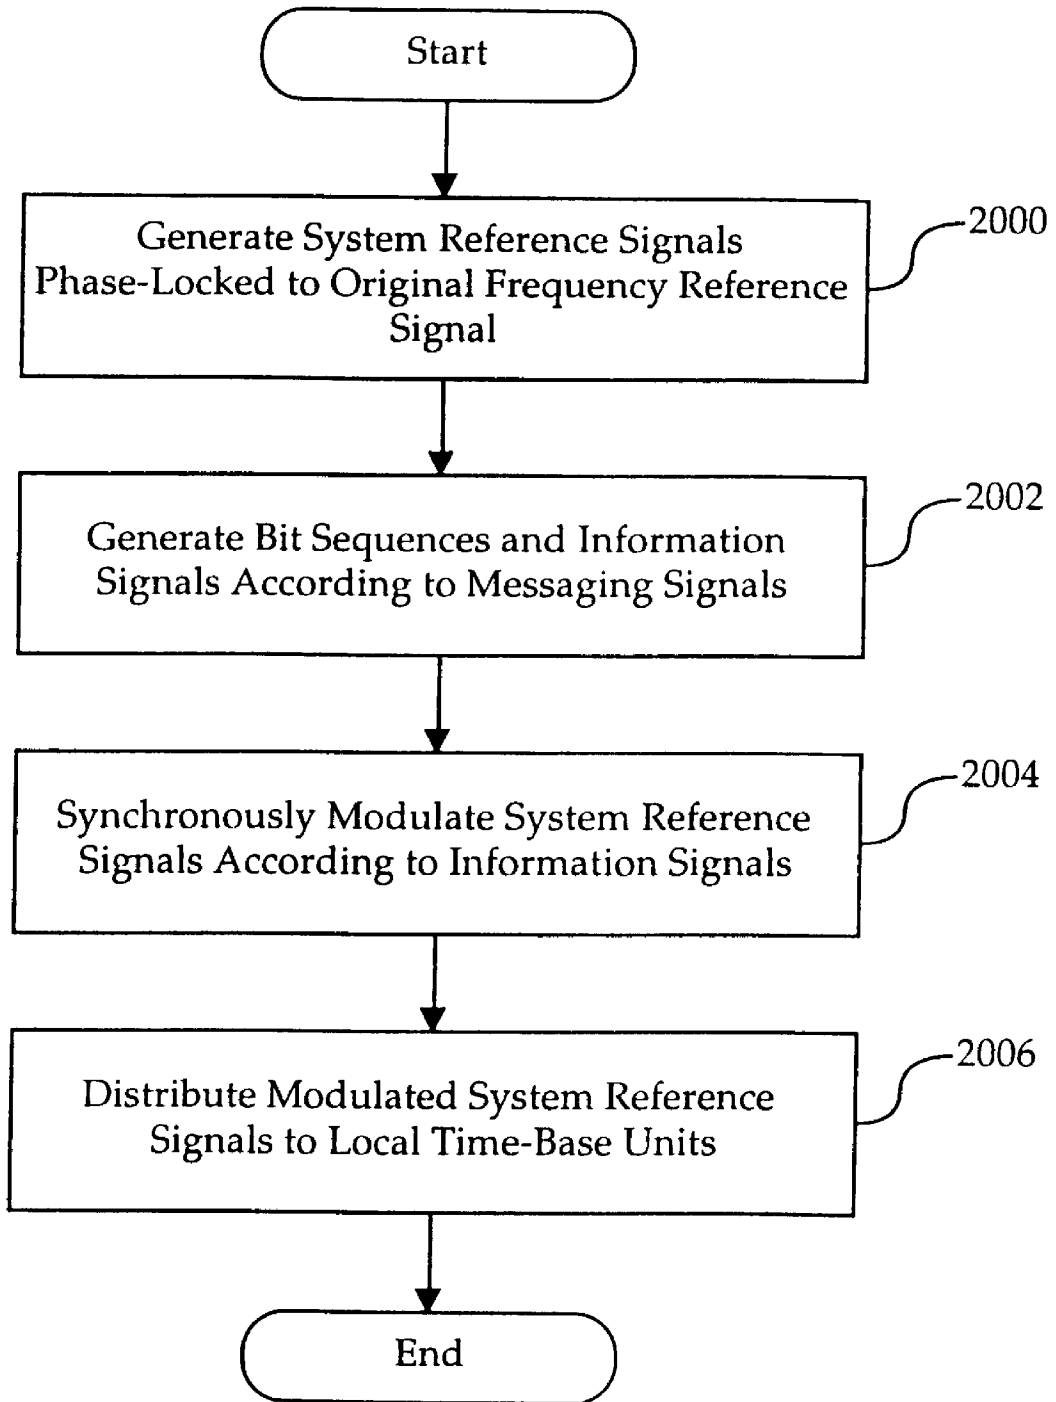 Start
Generate System Reference Signals
Phase-Locked to Original Frequency Reference
Signal
2000
Generate Bit Sequences and Information
Signals According to Messaging Signals
2002
Synchronously Modulate System Reference
Signals According to Information Signals
2004
Distribute Modulated System Reference
Signals to Local Time-Base Units
2006
End